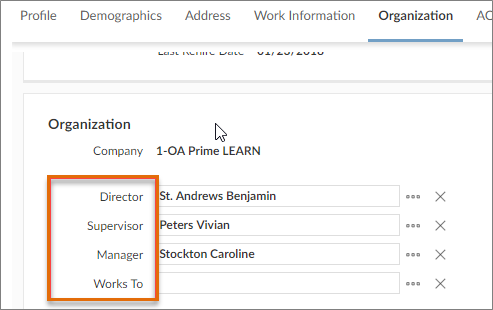 Profile Demographics Address Work Information Organization AC
Last Rehire Date 01/23/2018
Organization
Company 1-OA Prime LEARN
Director St. Andrews Benjamin
Supervisor Peters Vivian
Manager Stockton Caroline
Works To